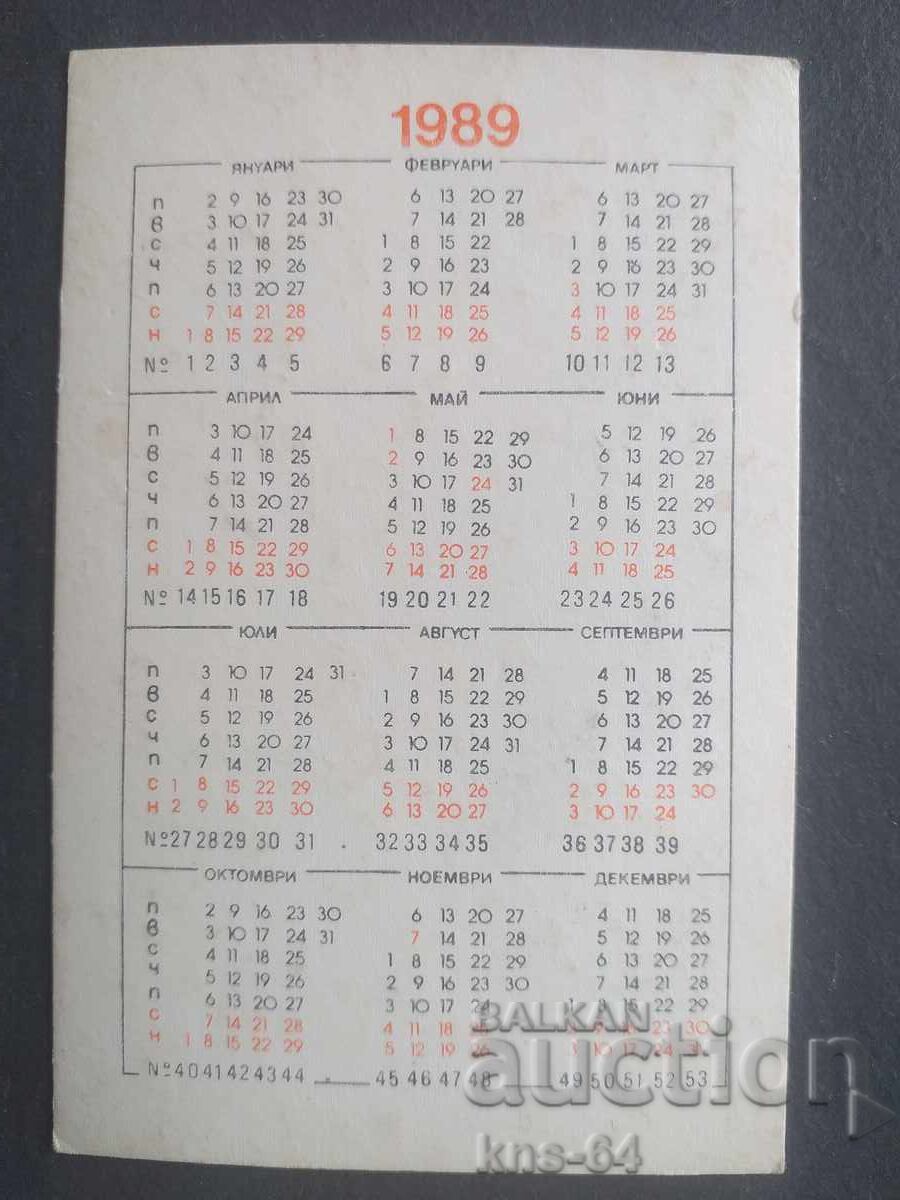 1989
ЯНУАРИ ФЕВРУАРИ МАРТ
П 2 9 16 23 30 6 13 20 27 6 13 20 27
В 3 10 17 24 31 7 14 21 28 7 14 21 28
С 4 11 18 25 1 8 15 22 1 8 15 22 29
Ч 5 12 19 26 2 9 16 23 2 9 16 23 30
П 6 13 20 27 3 10 17 24 3 10 17 24 31
С 7 14 21 28 4 11 18 25 4 11 18 25
Н 1 8 15 22 29 5 12 19 26 5 12 19 26
№ 1 2 3 4 5 6 7 8 9 10 11 12 13
АПРИЛ МАЙ ЮНИ
П 3 10 17 24 1 8 15 22 29 5 12 19 26
В 4 11 18 25 2 9 16 23 30 6 13 20 27
С 5 12 19 26 3 10 17 24 31 7 14 21 28
Ч 6 13 20 27 4 11 18 25 1 8 15 22 29
П 7 14 21 28 5 12 19 26 2 9 16 23 30
С 1 8 15 22 29 6 13 20 27 3 10 17 24
Н 2 9 16 23 30 7 14 21 28 4 11 18 25
№ 14 15 16 17 18 19 20 21 22 23 24 25 26
ЮЛИ АВГУСТ СЕПТЕМВРИ
П 3 10 17 24 31 7 14 21 28 4 11 18 25
В 4 11 18 25 1 8 15 22 29 5 12 19 26
С 5 12 19 26 2 9 16 23 30 6 13 20 27
Ч 6 13 20 27 3 10 17 24 31 7 14 21 28
П 7 14 21 28 4 11 18 25 1 8 15 22 29
С 1 8 15 22 29 5 12 19 26 2 9 16 23 30
Н 2 9 16 23 30 6 13 20 27 3 10 17 24
№ 27 28 29 30 31 . 32 33 34 35 36 37 38 39
ОКТОМВРИ НОЕМВРИ ДЕКЕМВРИ
П 2 9 16 23 30 6 13 20 27 4 11 18 25
В 3 10 17 24 31 7 14 21 28 5 12 19 26
С 4 11 18 25 1 8 15 22 29 6 13 20 27
Ч 5 12 19 26 2 9 16 23 30 7 14 21 28
П 6 13 20 27 3 10 17 24 1 8 15 22 29
С 7 14 21 28 4 11 18 25 2 9 16 23 30
Н 1 8 15 22 29 5 12 19 26 3 10 17 24 31
№ 40 41 42 43 44 45 46 47 48 49 50 51 52 53
BALKAN
auction
kns-64